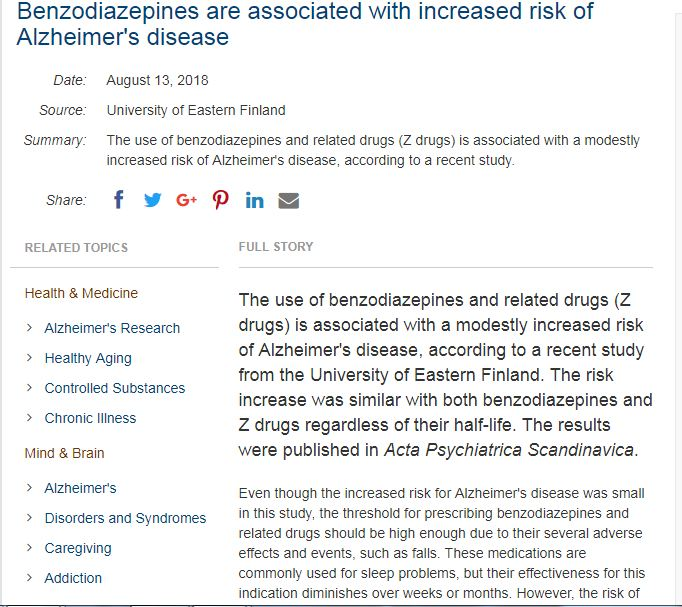 Benzodiazepines are associated with increased risk of
Alzheimer's disease
Date: August 13, 2018
Source: University of Eastern Finland
Summary: The use of benzodiazepines and related drugs (Z drugs) is associated with a modestly
increased risk of Alzheimer's disease, according to a recent study.
Share: f G+ in
RELATED TOPICS
Health & Medicine
> Alzheimer's Research
> Healthy Aging
> Controlled Substances
> Chronic Illness
Mind & Brain
> Alzheimer's
> Disorders and Syndromes
> Caregiving
> Addiction
FULL STORY
The use of benzodiazepines and related drugs (Z
drugs) is associated with a modestly increased risk
of Alzheimer's disease, according to a recent study
from the University of Eastern Finland. The risk
increase was similar with both benzodiazepines and
Z drugs regardless of their half-life. The results
were published in Acta Psychiatrica Scandinavica.
Even though the increased risk for Alzheimer's disease was small
in this study, the threshold for prescribing benzodiazepines and
related drugs should be high enough due to their several adverse
effects and events, such as falls. These medications are
commonly used for sleep problems, but their effectiveness for this
indication diminishes over weeks or months. However, the risk of